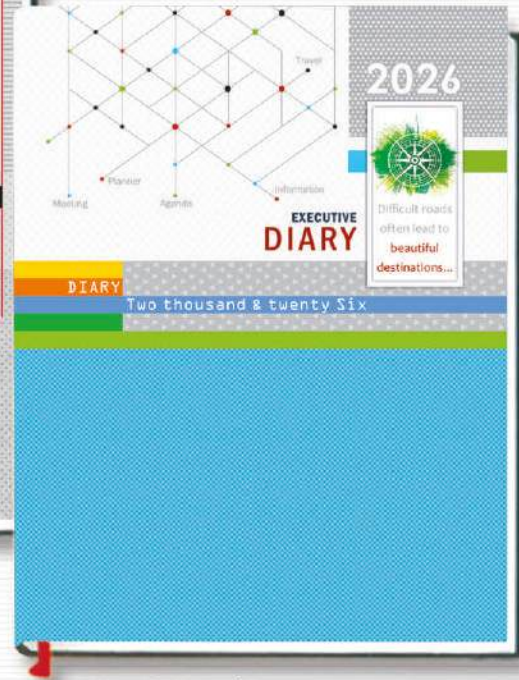 Travel
2026
Planner
Information
Meeting
Agenda
EXECUTIVE
DIARY
Difficult roads
often lead to
beautiful
destinations...
DIARY
Two thousand & twenty Six